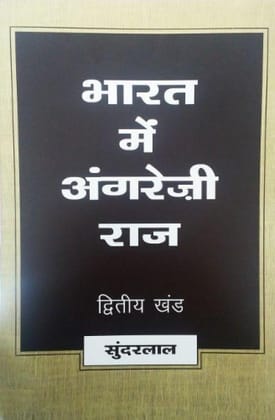 भारत
में
अंगरेज़ी
राज
द्वितीय खंड
सुंदरलाल